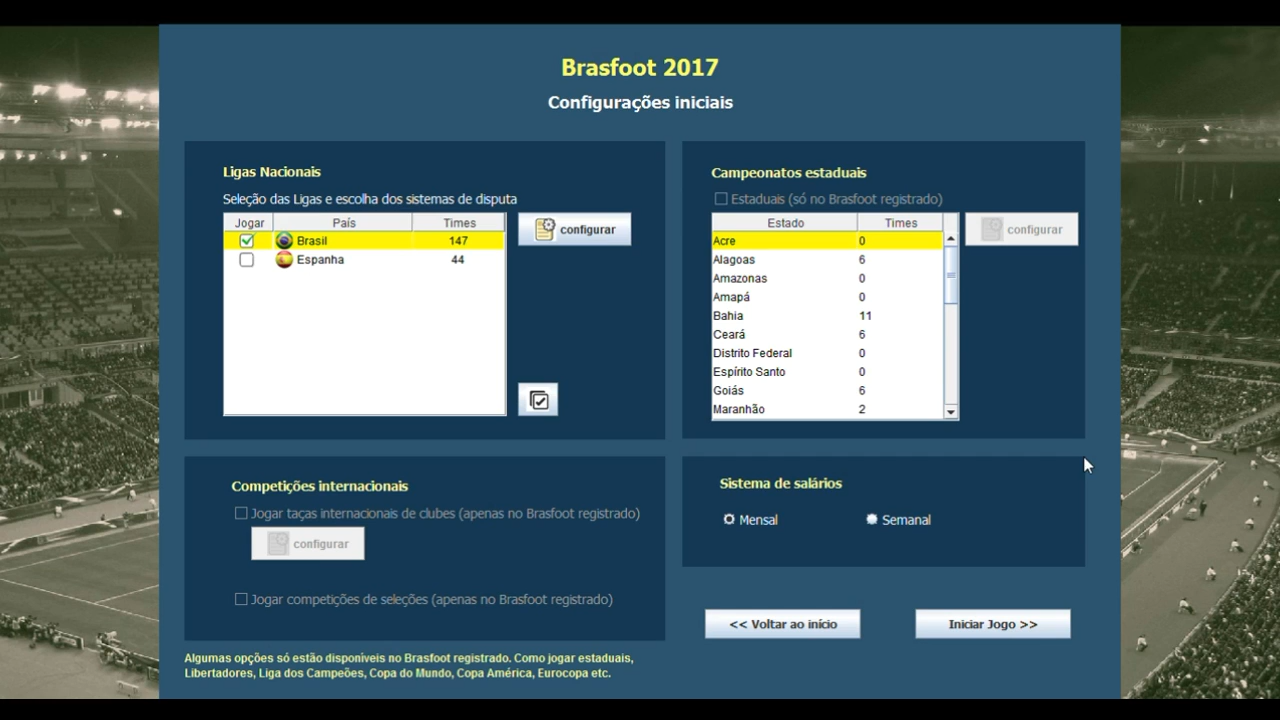 Brasfoot 2017
Configurações iniciais
Ligas Nacionais
Seleção das Ligas e escolha dos sistemas de disputa
Jogar País Times
Brasil 147
Espanha 44
configurar
Campeonatos estaduais
Estaduais (só no Brasfoot registrado)
Estado Times
Acre 0
Alagoas 6
Amazonas 0
Amapá 0
Bahia 11
Ceará 6
Distrito Federal 0
Espírito Santo 0
Goiás 6
Maranhão 2
configurar
Competições internacionais
Jogar taças internacionais de clubes (apenas no Brasfoot registrado)
configurar
Jogar competições de seleções (apenas no Brasfoot registrado)
Sistema de salários
Mensal Semanal
<< Voltar ao início
Iniciar Jogo >>
Algumas opções só estão disponíveis no Brasfoot registrado. Como jogar estaduais,
Libertadores, Liga dos Campeões, Copa do Mundo, Copa América, Eurocopa etc.